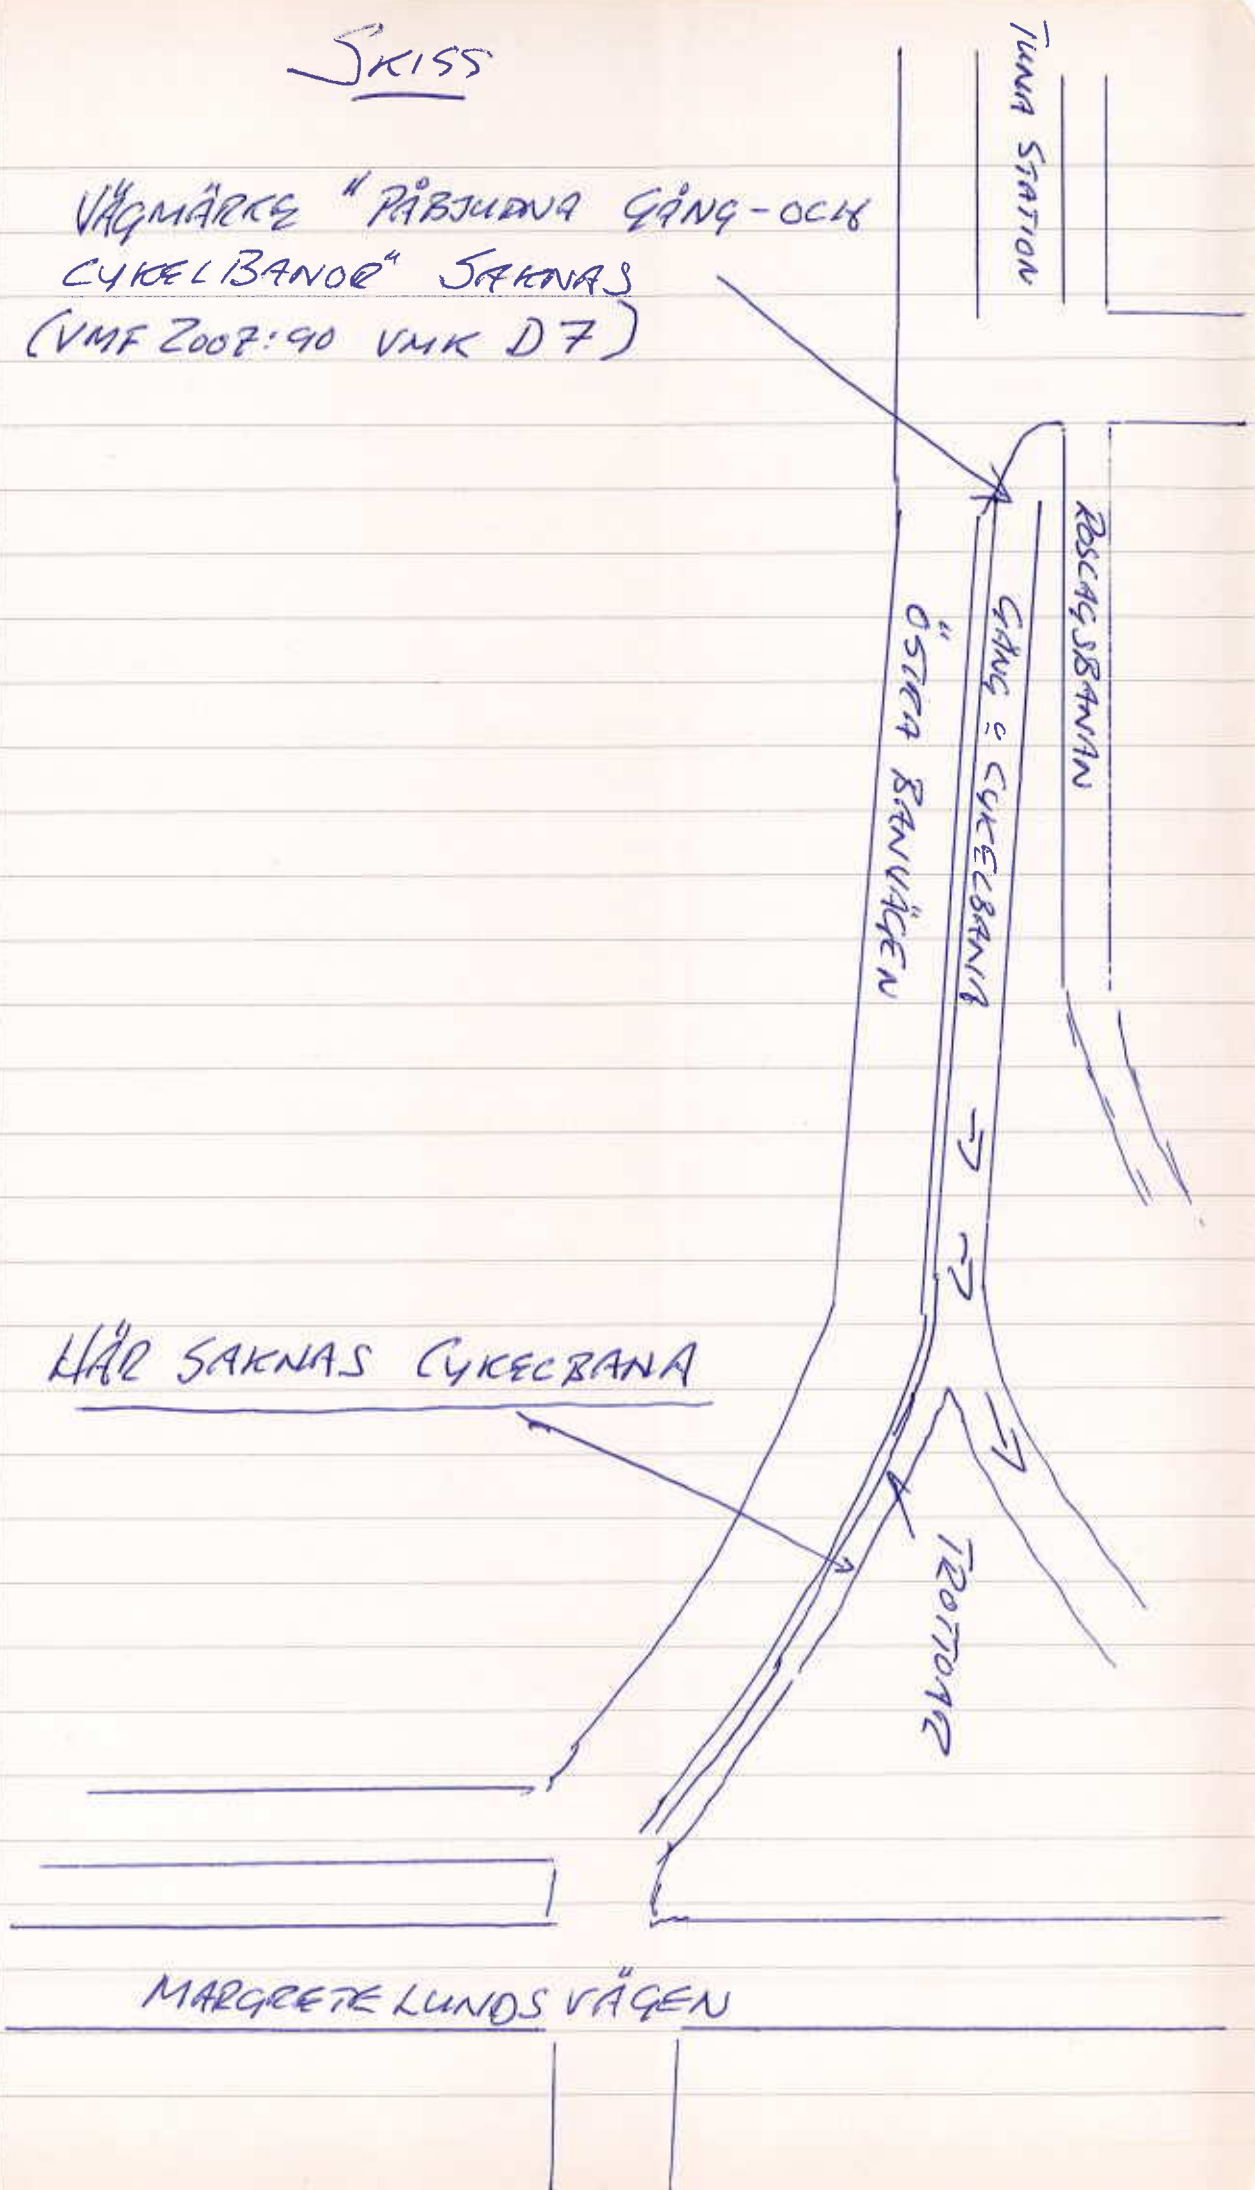 SKISS
TUNA STATION
VÄGMÄRKE "PÅBJUDNA GÅNG-OCH
CYKELBANOR" SAKNAS
(VMF 2007:90 VMK D7)
ROSLAGSBANAN
GÅNG o CYKELBANA
ÖSTRA BANVÄGEN
HÄR SAKNAS CYKELBANA
TROTTOAR
MARGRETELUNDSVÄGEN